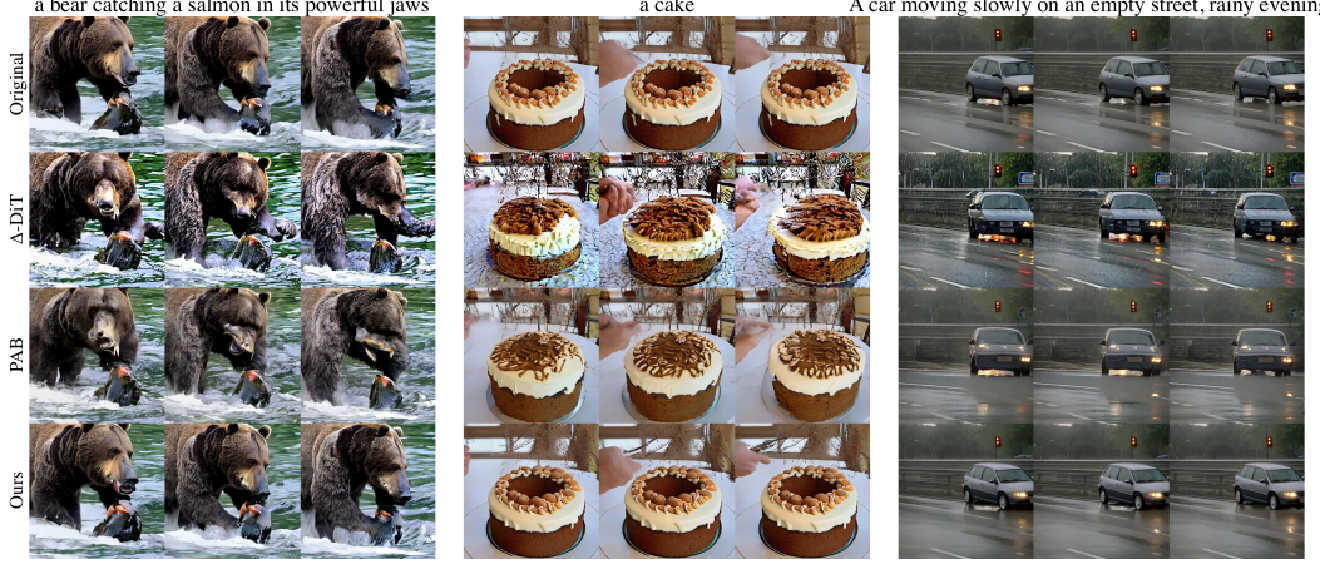 a bear catching a salmon in its powerful jaws
a cake
A car moving slowly on an empty street, rainy evening
Original
Δ-DiT
PAB
Ours